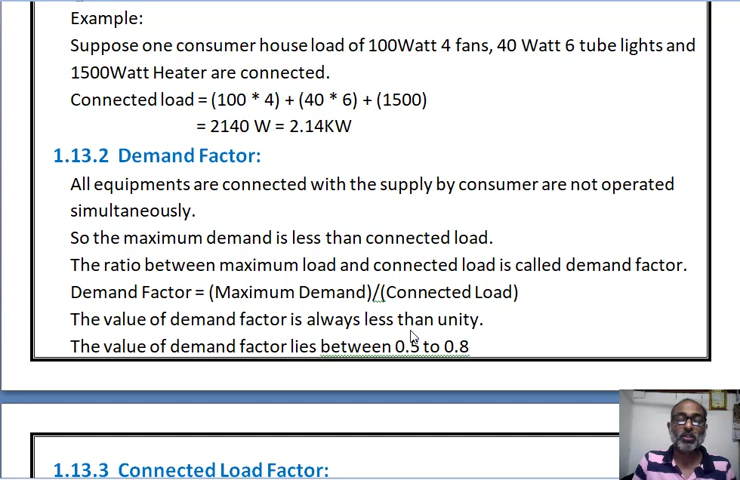 Example:
Suppose one consumer house load of 100Watt 4 fans, 40 Watt 6 tube lights and
1500Watt Heater are connected.
Connected load = (100 * 4) + (40 * 6) + (1500)
= 2140 W = 2.14KW
1.13.2 Demand Factor:
All equipments are connected with the supply by consumer are not operated
simultaneously.
So the maximum demand is less than connected load.
The ratio between maximum load and connected load is called demand factor.
Demand Factor = (Maximum Demand)/(Connected Load)
The value of demand factor is always less than unity.
The value of demand factor lies between 0.5 to 0.8
1.13.3 Connected Load Factor: